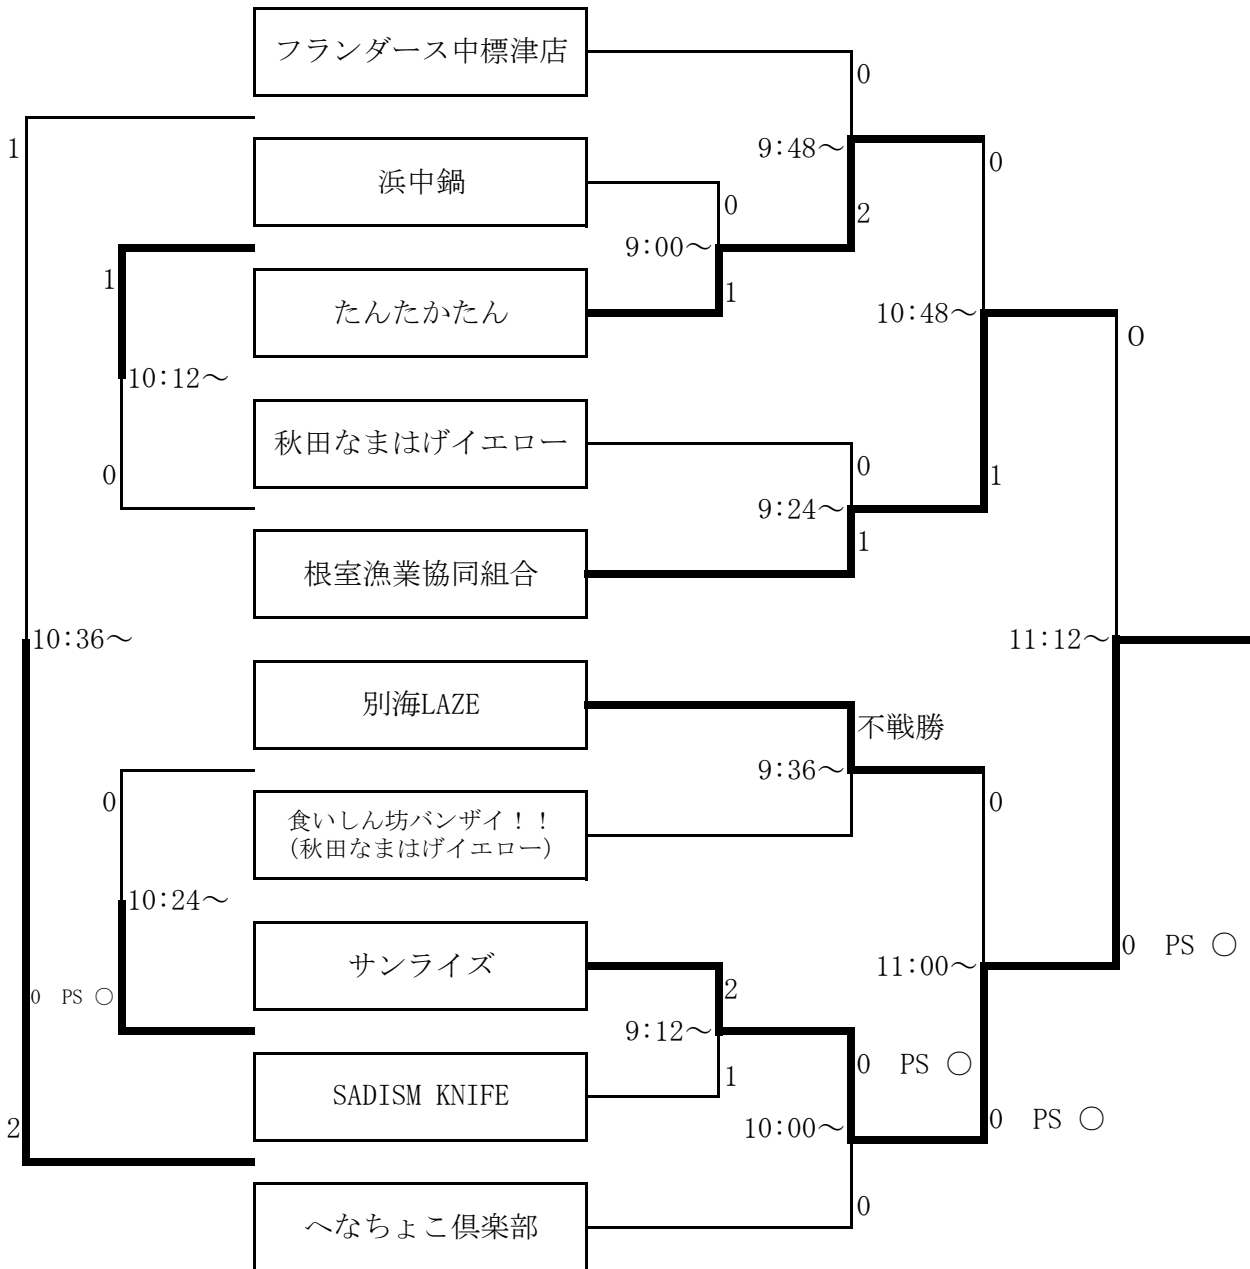 フランダース中標津店
0
1
9:48～
0
浜中鍋
0
2
9:00～
1
1
たんたかたん
10:48～
0
10:12～
秋田なまはげイエロー
0
0
1
9:24～
1
根室漁業協同組合
10:36～
11:12～
別海LAZE
不戦勝
9:36～
0
0
食いしん坊バンザイ！！
(秋田なまはげイエロー)
10:24～
サンライズ
0 PS ○
11:00～
0 PS ○
2
9:12～
0 PS ○
1
SADISM KNIFE
0 PS ○
2
10:00～
0
へなちょこ倶楽部